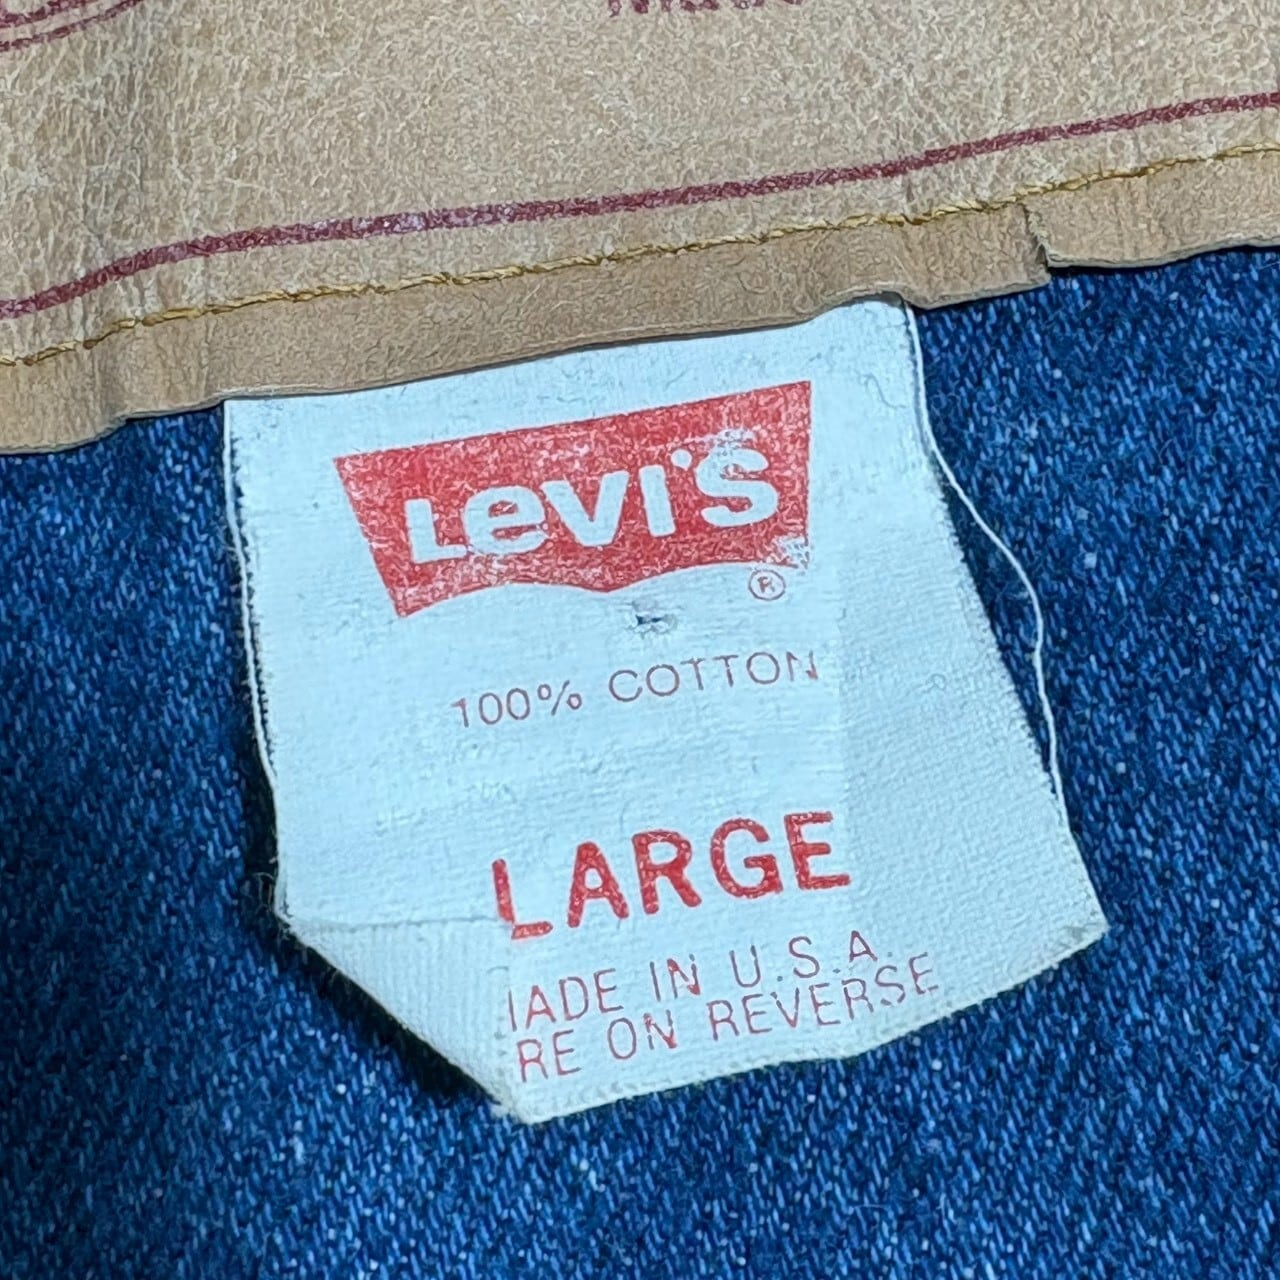 Levi's
®
100% COTTON
LARGE
IADE IN U.S.A.
RE ON REVERSE